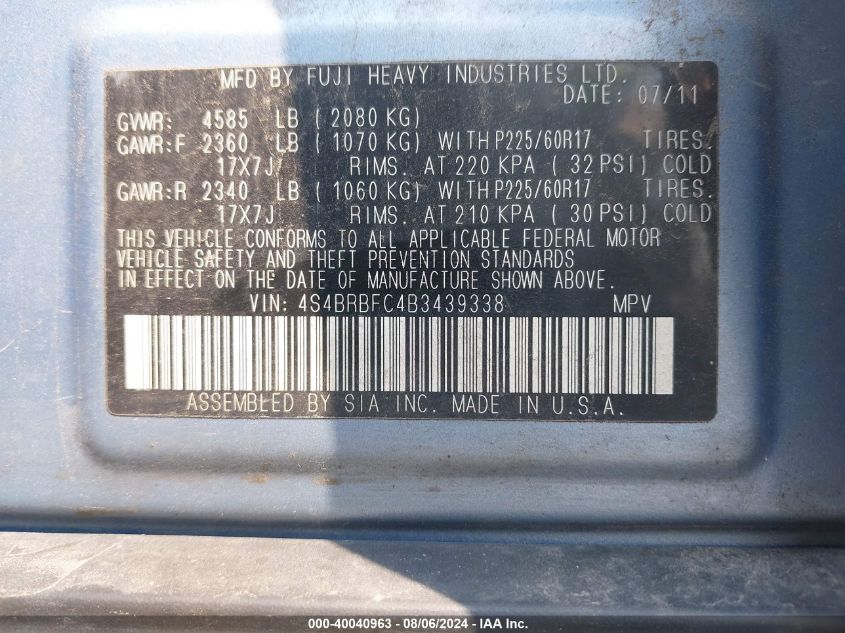 MFD BY FUJI HEAVY INDUSTRIES LTD.
DATE: 07/11
GVWR: 4585 LB ( 2080 KG)
GAWR:F 2360 LB ( 1070 KG) WITH P225/60R17 TIRES.
17X7J RIMS. AT 220 KPA ( 32 PSI) COLD
GAWR:R 2340 LB ( 1060 KG) WITH P225/60R17 TIRES.
17X7J RIMS. AT 210 KPA ( 30 PSI) COLD
THIS VEHICLE CONFORMS TO ALL APPLICABLE FEDERAL MOTOR
VEHICLE SAFETY AND THEFT PREVENTION STANDARDS
IN EFFECT ON THE DATE OF MANUFACTURE SHOWN ABOVE.
VIN: 4S4BRBFC4B3439338 MPV
ASSEMBLED BY SIA INC. MADE IN U.S.A.
000-40040963 - 08/06/2024 - IAA Inc.